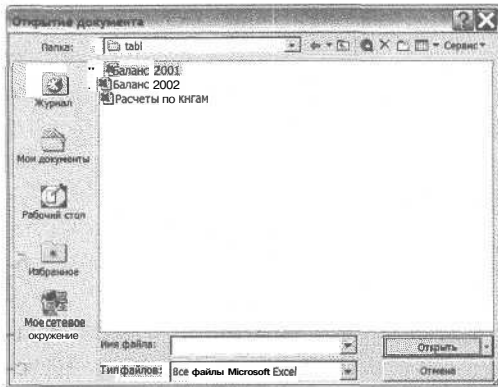 Открытие документа
Папка: tabl Сервис
Баланс 2001
Баланс 2002
Расчеты по кнгам
Журнал
Мои документы
Рабочий стол
Избранное
Мое сетевое
окружение
Имя файла: Открыть
Тип файлов: Все файлы Microsoft Excel Отмена